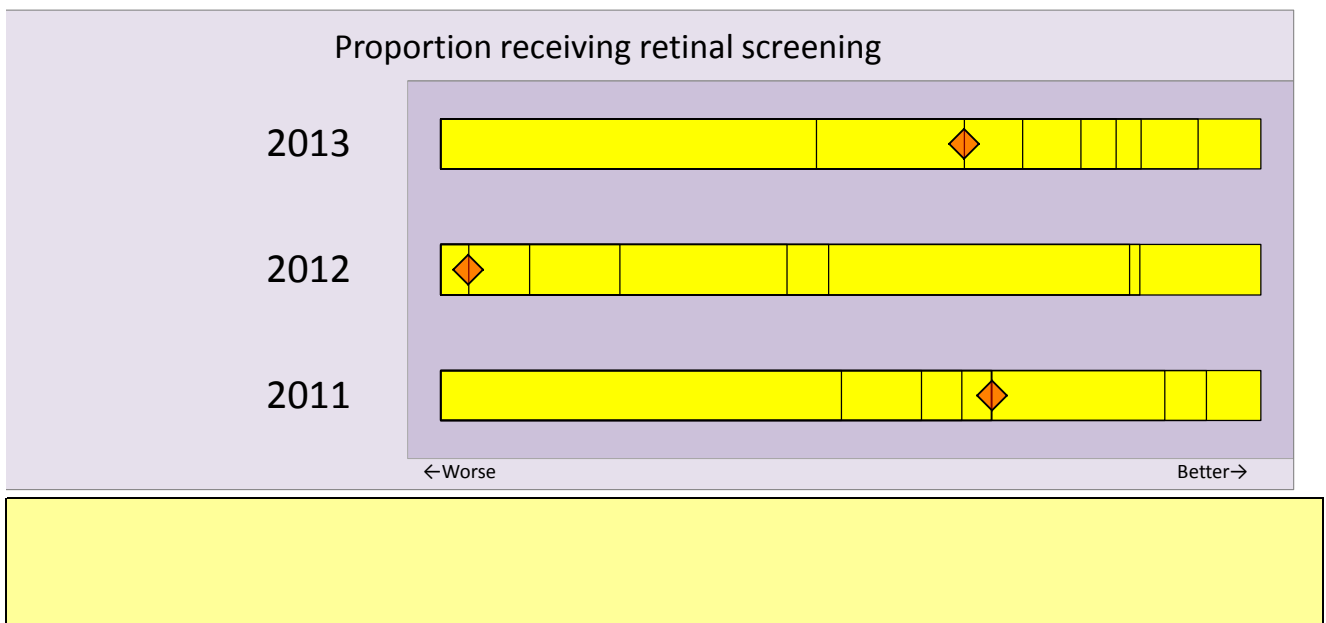 Proportion receiving retinal screening
2013
2012
2011
←Worse Better→